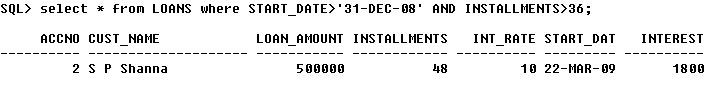 SQL> select * from LOANS where START_DATE>'31-DEC-08' AND INSTALLMENTS>36;
ACCNO CUST_NAME LOAN_AMOUNT INSTALLMENTS INT_RATE START_DAT INTEREST
---------- -------------------- ----------- ------------ ---------- --------- ----------
2 S P Shanna 500000 48 10 22-MAR-09 1800